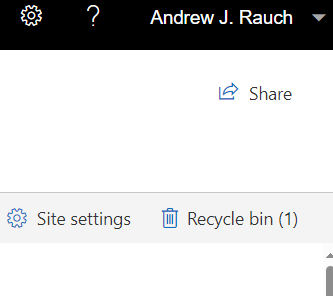 ? Andrew J. Rauch
Share
Site settings Recycle bin (1)